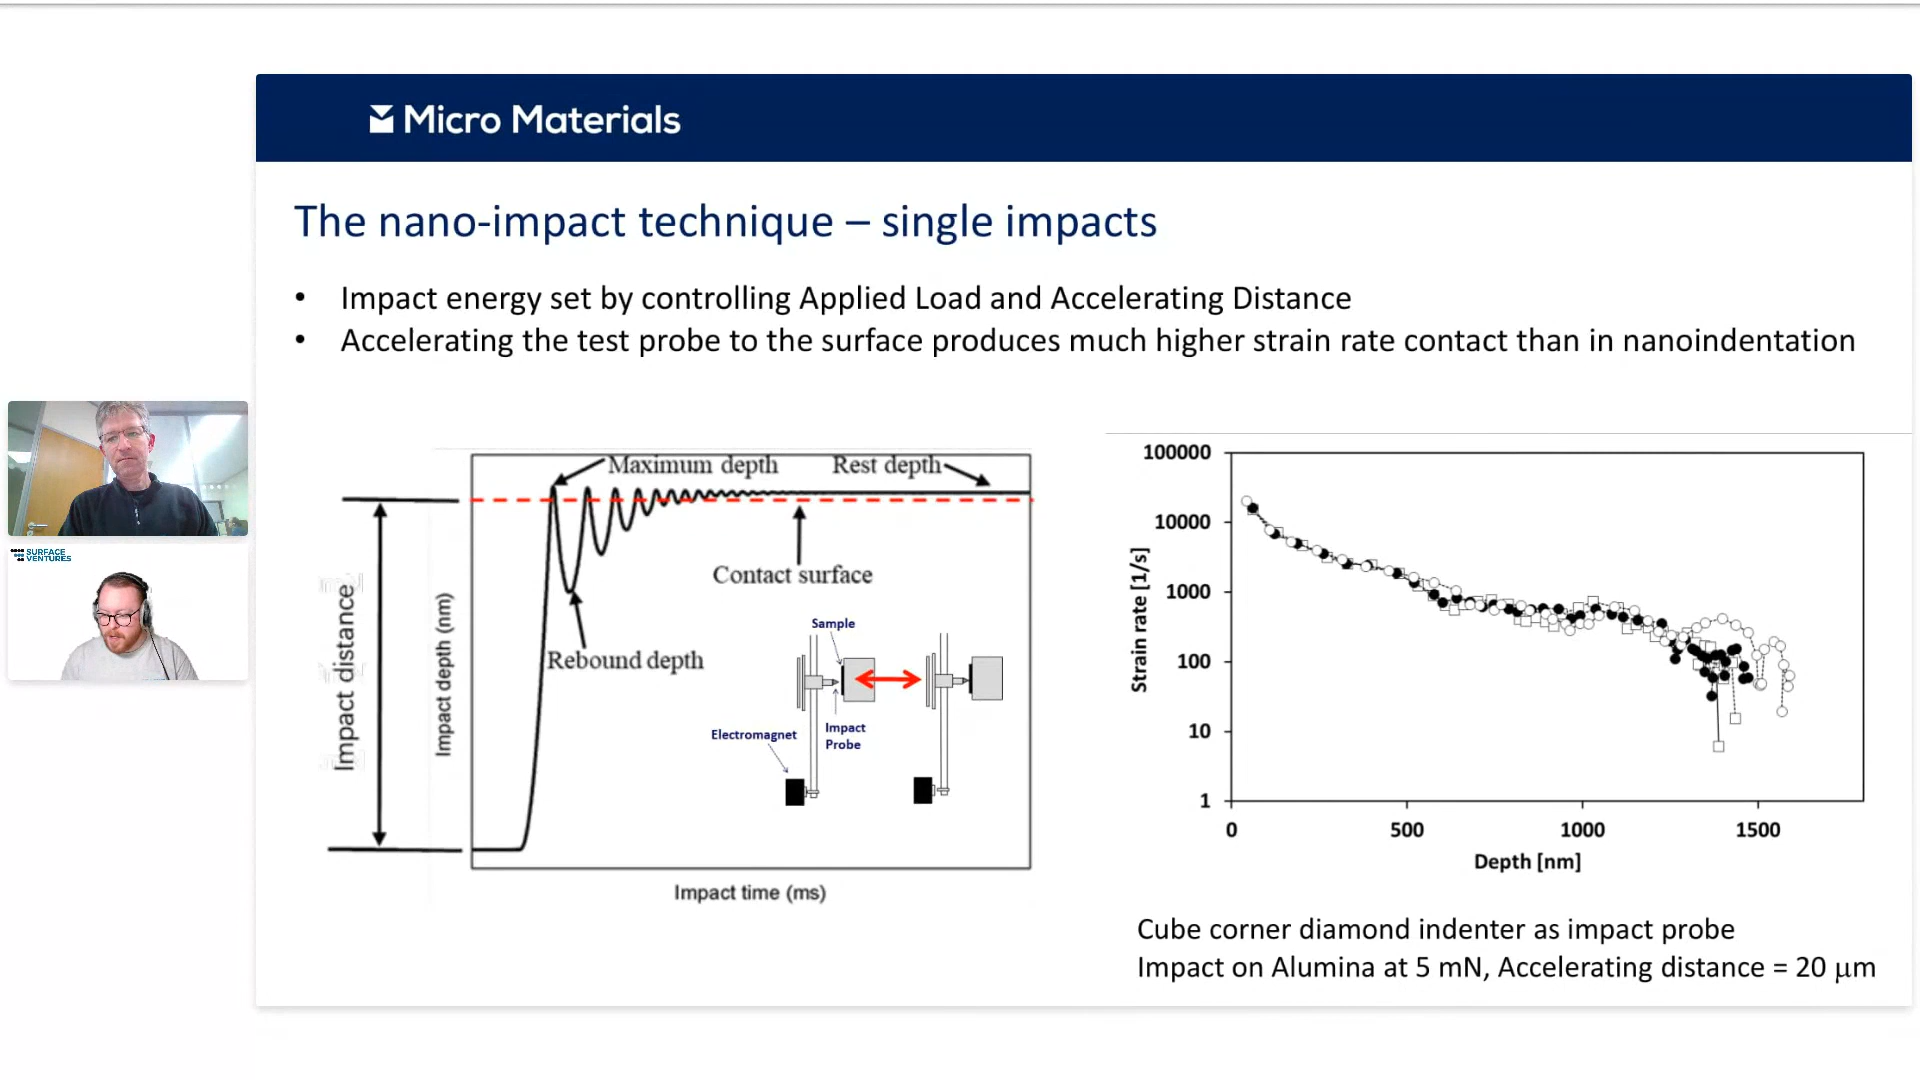 Micro Materials
The nano-impact technique – single impacts
• Impact energy set by controlling Applied Load and Accelerating Distance
• Accelerating the test probe to the surface produces much higher strain rate contact than in nanoindentation
SURFACE
VENTURES
Maximum depth
Rest depth
Contact surface
Rebound depth
Impact distance
Impact depth (nm)
Sample
Electromagnet
Impact
Probe
Impact time (ms)
100000
10000
1000
100
10
1
Strain rate [1/s]
0 500 1000 1500
Depth [nm]
Cube corner diamond indenter as impact probe
Impact on Alumina at 5 mN, Accelerating distance = 20 μm